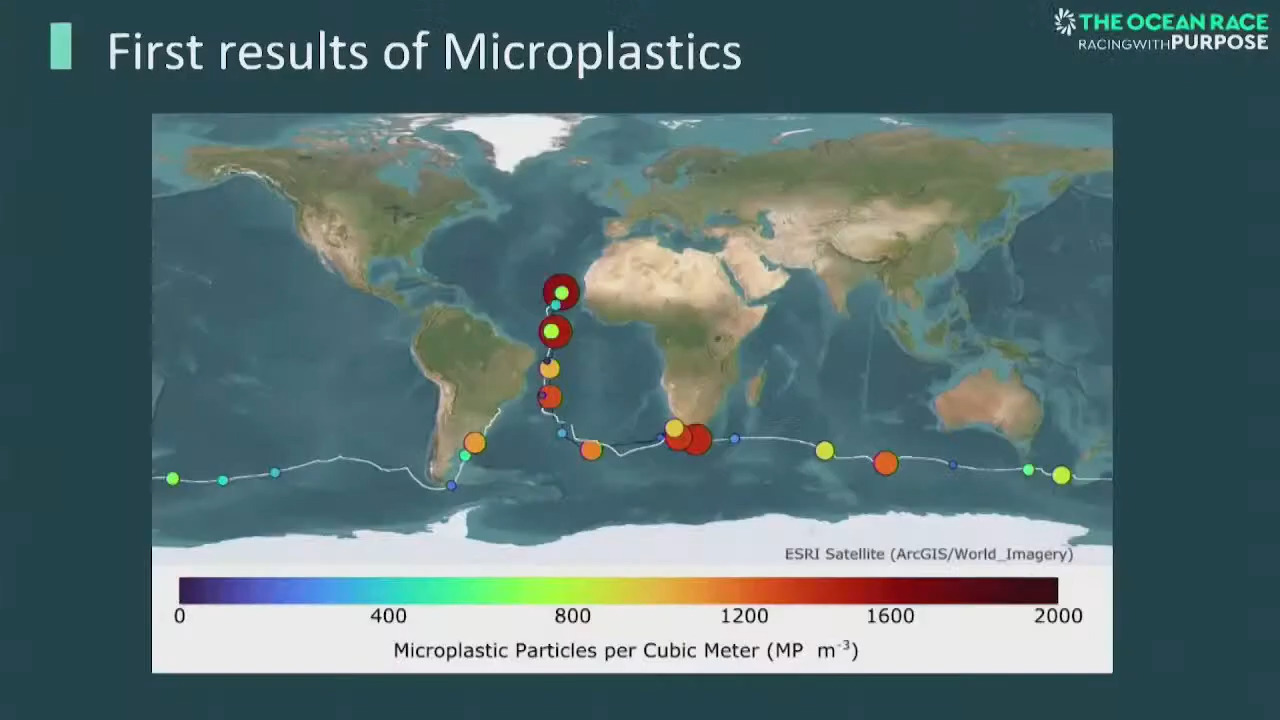 First results of Microplastics
THE OCEAN RACE
RACINGWITHPURPOSE
ESRI Satellite (ArcGIS/World_Imagery)
0 400 800 1200 1600 2000
Microplastic Particles per Cubic Meter (MP m⁻³)